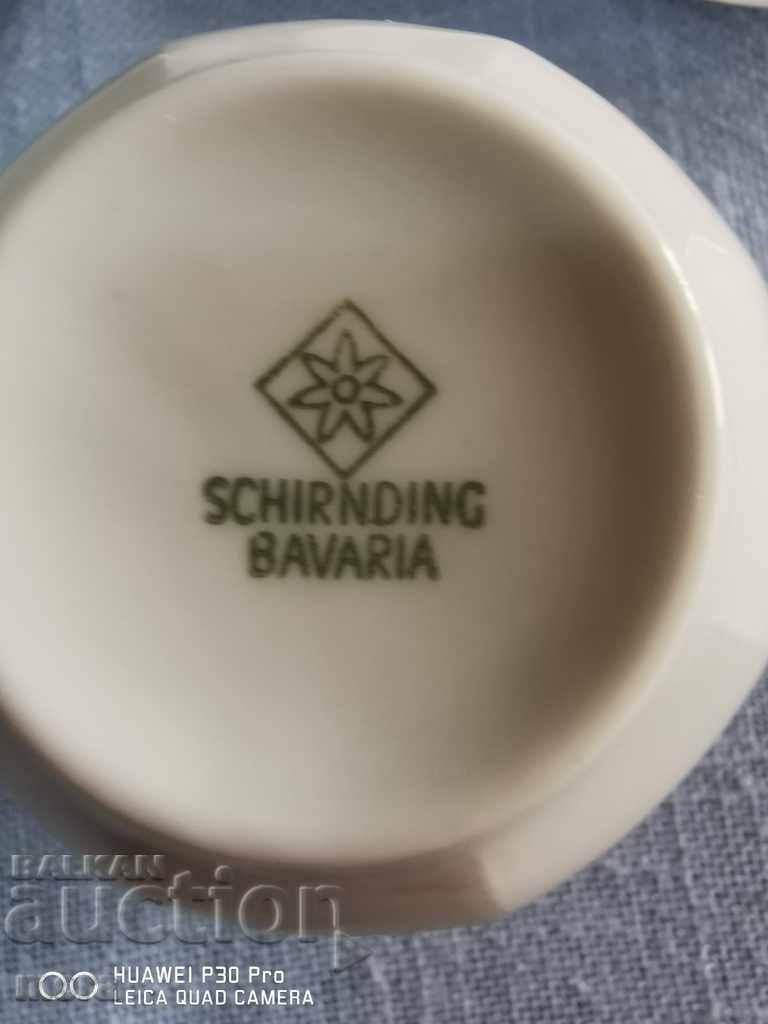 SCHIRNDING
BAVARIA
BALKAN
auction
HUAWEI P30 Pro
LEICA QUAD CAMERA